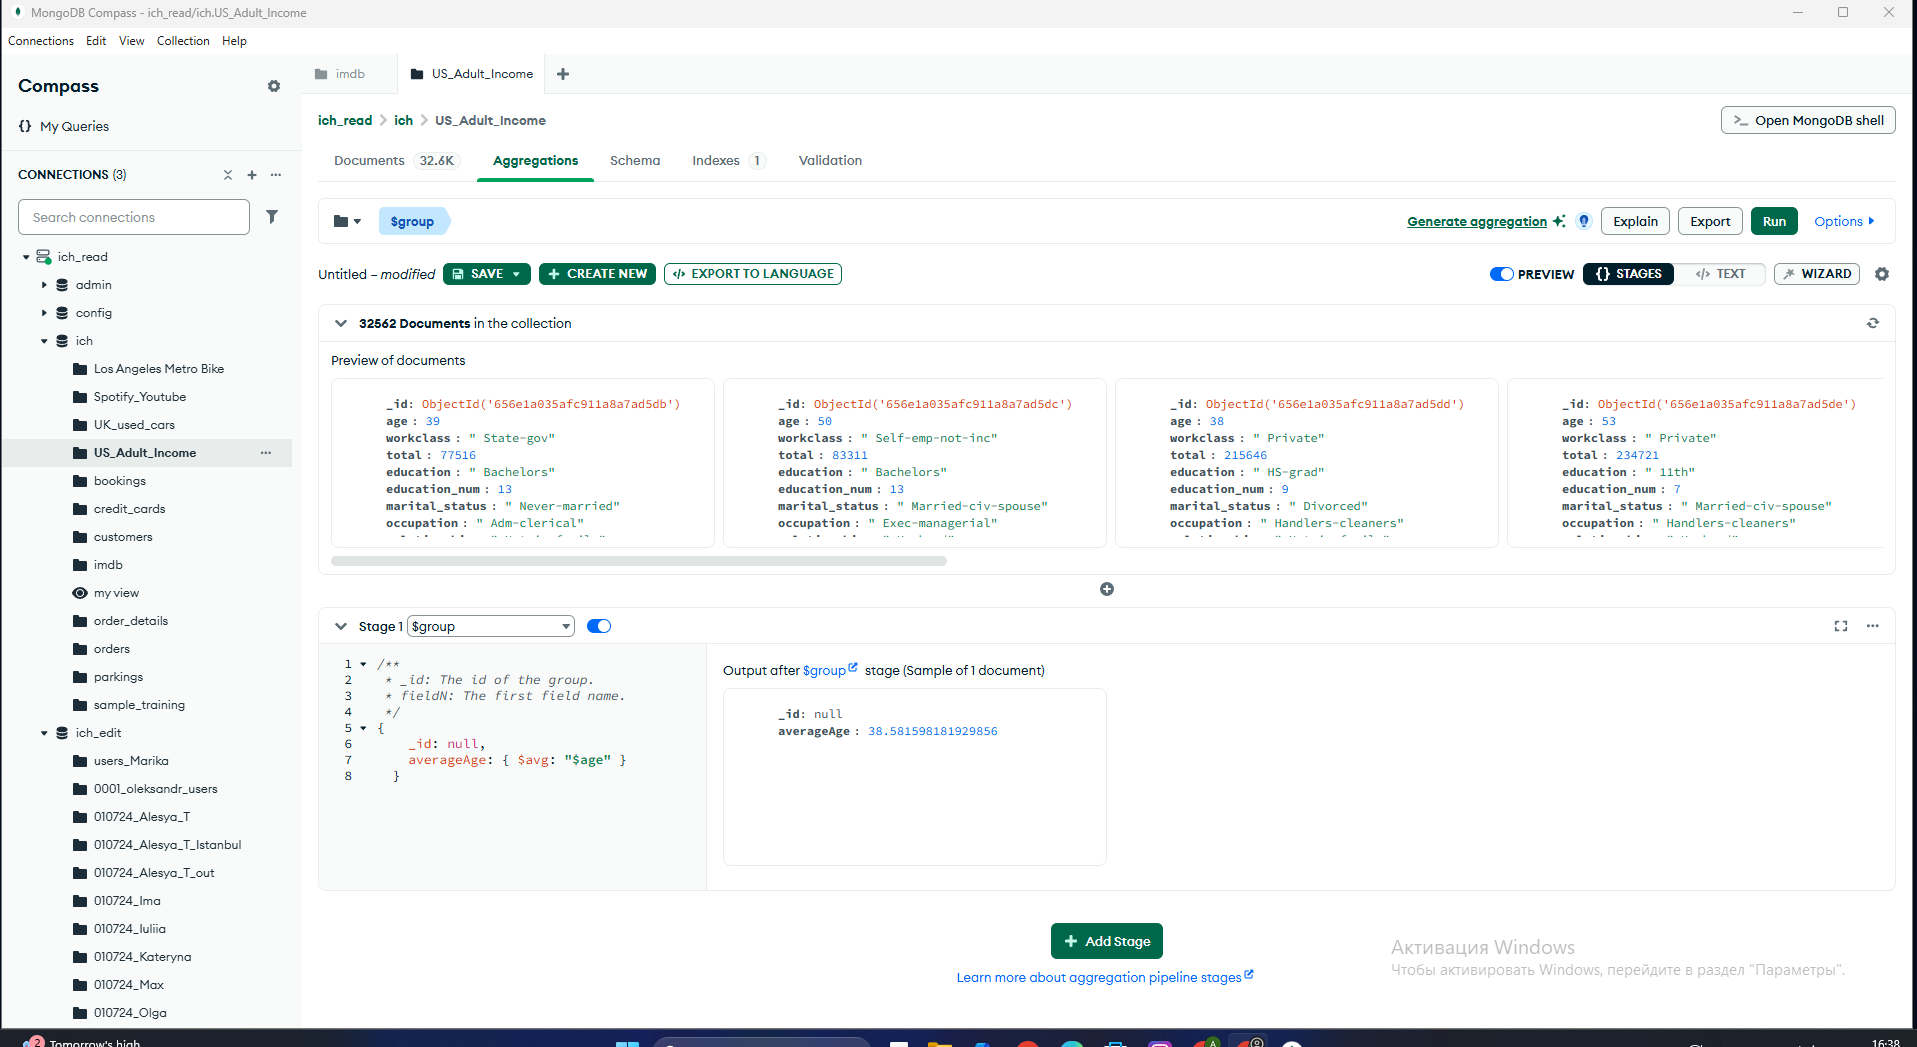 MongoDB Compass - ich_read/ich.US_Adult_Income
Connections Edit View Collection Help
Compass
My Queries
CONNECTIONS (3)
Search connections
ich_read
admin
config
ich
Los Angeles Metro Bike
Spotify_Youtube
UK_used_cars
US_Adult_Income
bookings
credit_cards
customers
imdb
my view
order_details
orders
parkings
sample_training
ich_edit
users_Marika
0001_oleksandr_users
010724_Alesya_T
010724_Alesya_T_Istanbul
010724_Alesya_T_out
010724_Ima
010724_Iuliia
010724_Kateryna
010724_Max
010724_Olga
imdb US_Adult_Income
ich_read > ich > US_Adult_Income
>_ Open MongoDB shell
Documents 32.6K Aggregations Schema Indexes 1 Validation
$group
Generate aggregation Explain Export Run Options
Untitled – modified SAVE + CREATE NEW </> EXPORT TO LANGUAGE
PREVIEW {} STAGES </> TEXT WIZARD
32562 Documents in the collection
Preview of documents
_id: ObjectId('656e1a035afc911a8a7ad5db')
age : 39
workclass : " State-gov"
total : 77516
education : " Bachelors"
education_num : 13
marital_status : " Never-married"
occupation : " Adm-clerical"
_id: ObjectId('656e1a035afc911a8a7ad5dc')
age : 50
workclass : " Self-emp-not-inc"
total : 83311
education : " Bachelors"
education_num : 13
marital_status : " Married-civ-spouse"
occupation : " Exec-managerial"
_id: ObjectId('656e1a035afc911a8a7ad5dd')
age : 38
workclass : " Private"
total : 215646
education : " HS-grad"
education_num : 9
marital_status : " Divorced"
occupation : " Handlers-cleaners"
_id: ObjectId('656e1a035afc911a8a7ad5de')
age : 53
workclass : " Private"
total : 234721
education : " 11th"
education_num : 7
marital_status : " Married-civ-spouse"
occupation : " Handlers-cleaners"
Stage 1 $group
1 /**
2 * _id: The id of the group.
3 * fieldN: The first field name.
4 */
5 {
6 _id: null,
7 averageAge: { $avg: "$age" }
8 }
Output after $group stage (Sample of 1 document)
_id: null
averageAge : 38.581598181929856
+ Add Stage
Learn more about aggregation pipeline stages
Активация Windows
Чтобы активировать Windows, перейдите в раздел "Параметры".
2 Tomorrow's high
16:38